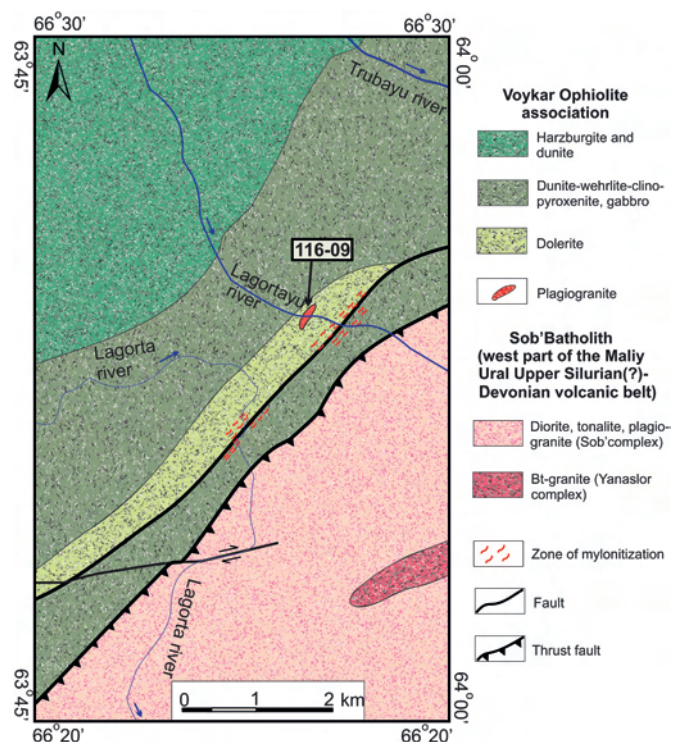 66°30' 66°30'
63°45'
64°00'
N
Trubayu river
116-09
Lagortayu
river
Lagorta
river
Lagorta river
0 1 2 km
63°45'
64°00'
66°20' 66°20'
Voykar Ophiolite
association
Harzburgite and
dunite
Dunite-wehrlite-clino-
pyroxenite, gabbro
Dolerite
Plagiogranite
Sob'Batholith
(west part of the Maliy
Ural Upper Silurian(?)-
Devonian volcanic belt)
Diorite, tonalite, plagio-
granite (Sob'complex)
Bt-granite (Yanaslor
complex)
Zone of mylonitization
Fault
Thrust fault